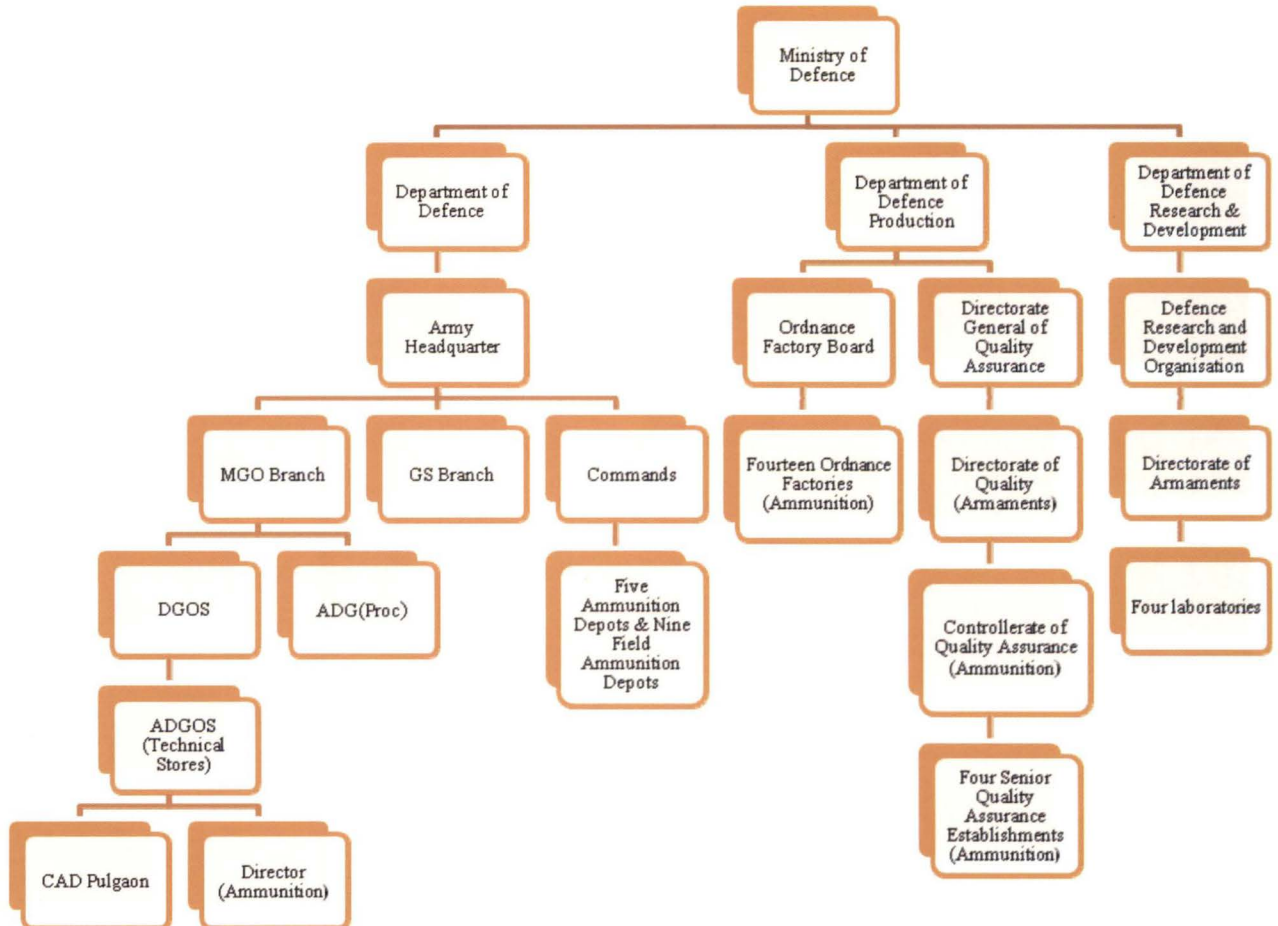 Ministry of
Defence
Department of
Defence
Department of
Defence
Production
Department of
Defence
Research &
Development
Army
Headquarter
Ordnance
Factory Board
Directorate
General of
Quality
Assurance
Defence
Research and
Development
Organisation
MGO Branch
GS Branch
Commands
Fourteen Ordnance
Factories
(Ammunition)
Directorate of
Quality
(Armaments)
Directorate of
Armaments
DGOS
ADG(Proc)
Five
Ammunition
Depots & Nine
Field
Ammunition
Depots
Controllerate of
Quality Assurance
(Ammunition)
Four laboratories
ADGOS
(Technical
Stores)
Four Senior
Quality
Assurance
Establishments
(Ammunition)
CAD Pulgaon
Director
(Ammunition)